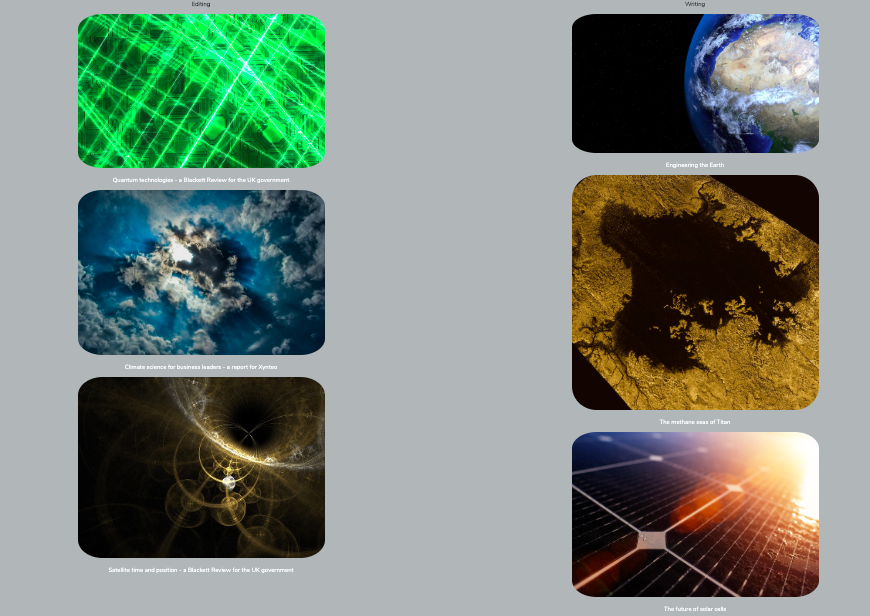 Editing
Quantum technologies - a Blackett Review for the UK government
Climate science for business leaders - a report for Xynteo
Satellite time and position - a Blackett Review for the UK government
Writing
Engineering the Earth
The methane seas of Titan
The future of solar cells